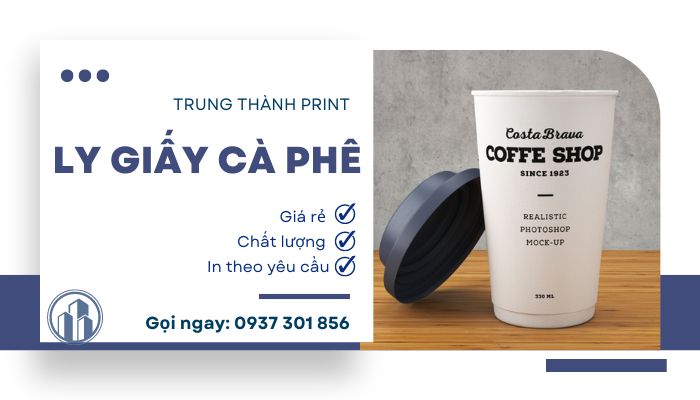 TRUNG THÀNH PRINT
LY GIẤY CÀ PHÊ
Giá rẻ
Chất lượng
In theo yêu cầu
Gọi ngay: 0937 301 856
Costa Brava
COFFE SHOP
SINCE 1923
REALISTIC
PHOTOSHOP
MOCK-UP
330 ML